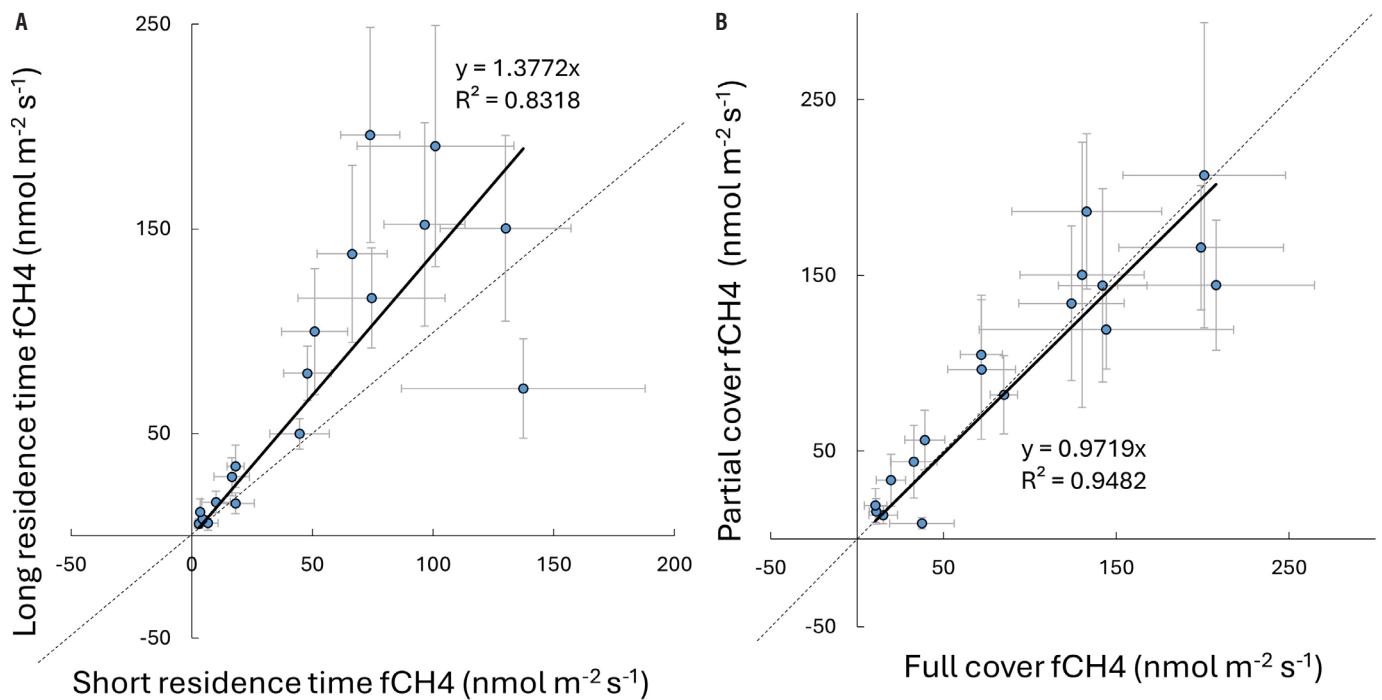 A
Long residence time fCH4 (nmol m⁻² s⁻¹)
250
150
50
-50
y = 1.3772x
R² = 0.8318
-50 0 50 100 150 200
Short residence time fCH4 (nmol m⁻² s⁻¹)
B
Partial cover fCH4 (nmol m⁻² s⁻¹)
250
150
50
-50
y = 0.9719x
R² = 0.9482
-50 50 150 250
Full cover fCH4 (nmol m⁻² s⁻¹)